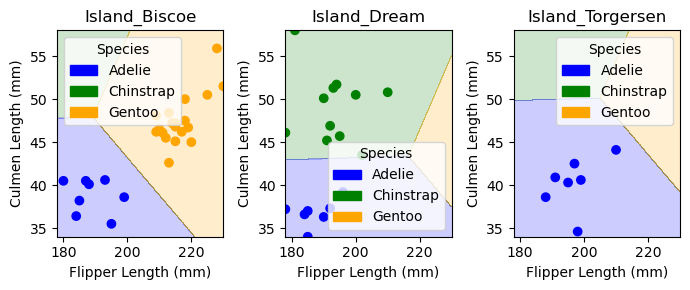 Island_Biscoe
Culmen Length (mm)
55
50
45
40
35
Species
Adelie
Chinstrap
Gentoo
180
200
220
Flipper Length (mm)
Island_Dream
Culmen Length (mm)
55
50
45
40
35
Species
Adelie
Chinstrap
Gentoo
180
200
220
Flipper Length (mm)
Island_Torgersen
Culmen Length (mm)
55
50
45
40
35
Species
Adelie
Chinstrap
Gentoo
180
200
220
Flipper Length (mm)